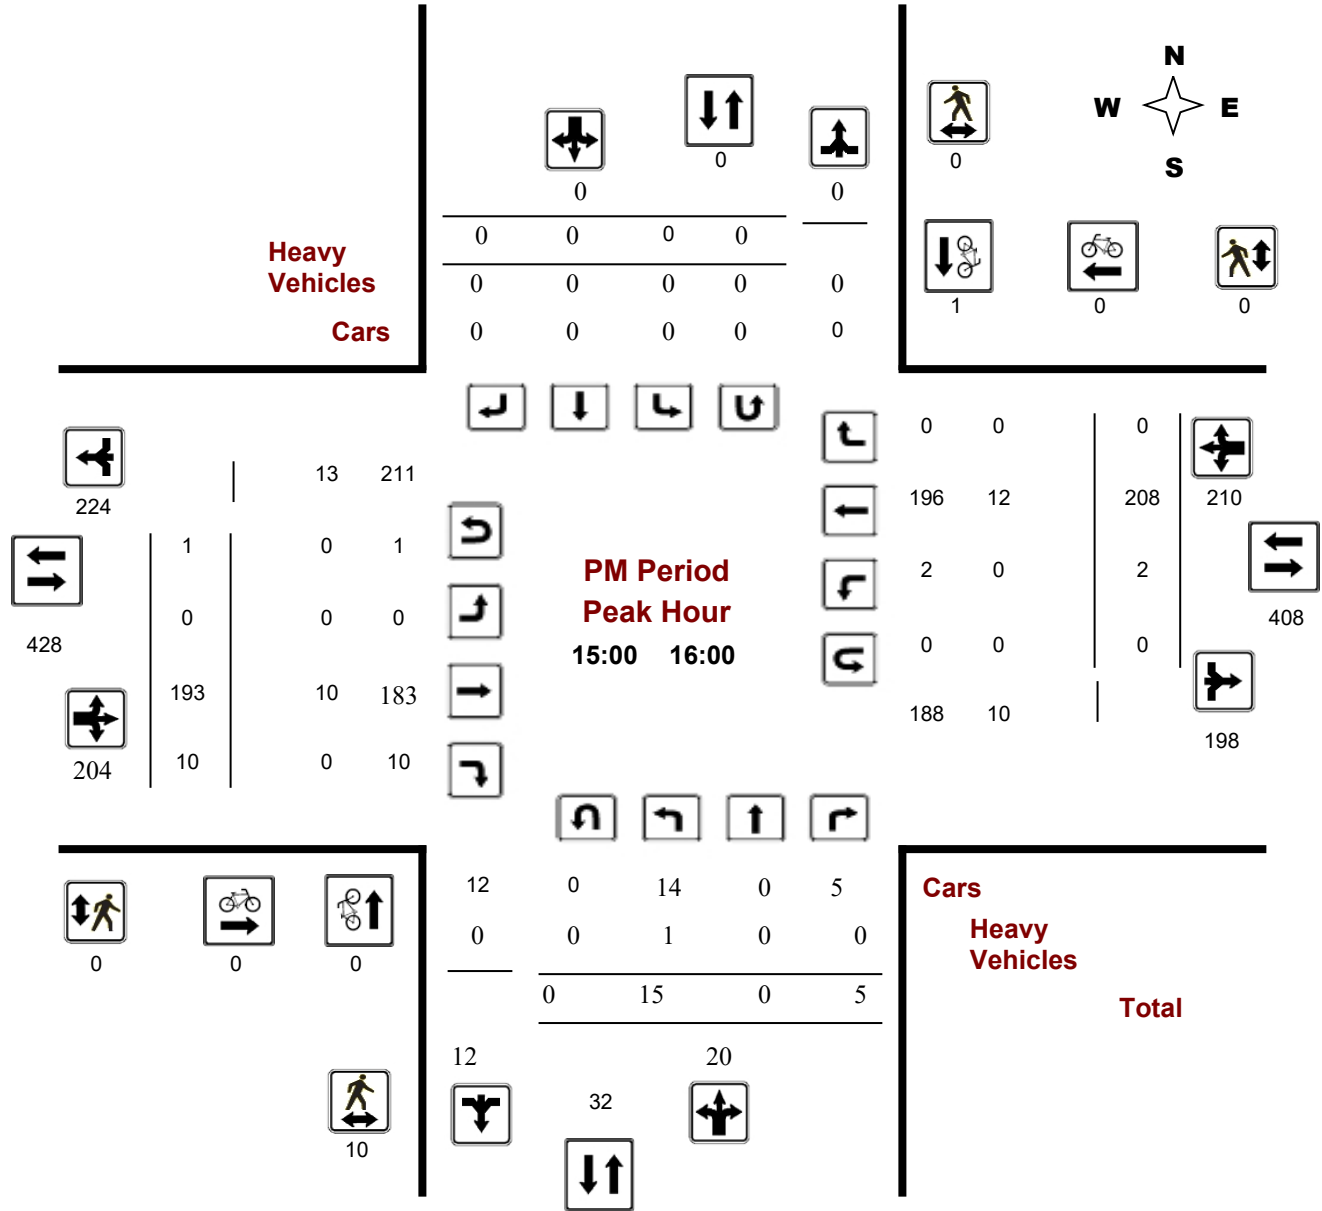 N
W E
S
0
0
0
0 0
0 0 0 0
Heavy
Vehicles
0 0 0 0 0
Cars
0 0 0 0 0
1 0 0
224
13 211
1 0 1
0 0 0
428
193 10 183
204
10 0 10
PM Period
Peak Hour
15:00 16:00
0 0 0
196 12 208 210
2 0 2
408
0 0 0
188 10
198
12 0 14 0 5
Cars
0 0 1 0 0
Heavy
Vehicles
0 0 0
0 15 0 5
Total
12 20
32
10